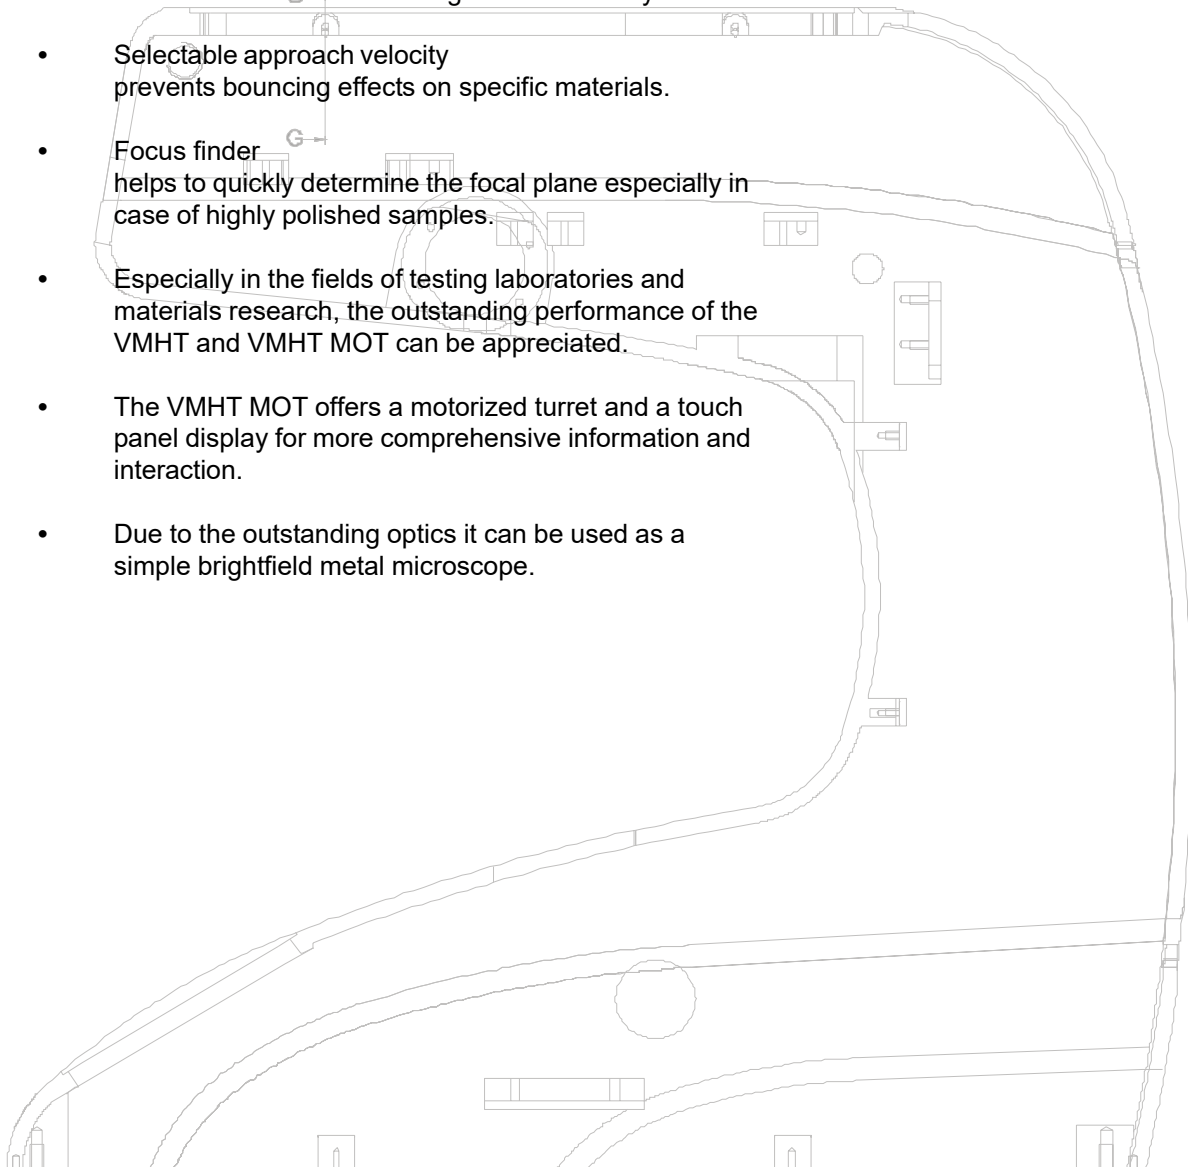 • Selectable approach velocity
prevents bouncing effects on specific materials.
G
• Focus finder
helps to quickly determine the focal plane especially in
case of highly polished samples.
• Especially in the fields of testing laboratories and
materials research, the outstanding performance of the
VMHT and VMHT MOT can be appreciated.
• The VMHT MOT offers a motorized turret and a touch
panel display for more comprehensive information and
interaction.
• Due to the outstanding optics it can be used as a
simple brightfield metal microscope.